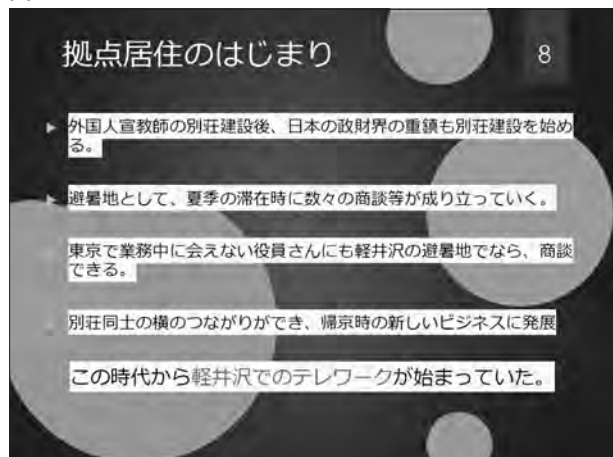 拠点居住のはじまり
8
外国人宣教師の別荘建設後、日本の政財界の重鎮も別荘建設を始め
る。
避暑地として、夏季の滞在時に数々の商談等が成り立っていく。
東京で業務中に会えない役員さんにも軽井沢の避暑地でなら、商談
できる。
別荘同士の横のつながりができ、帰京時の新しいビジネスに発展
この時代から軽井沢でのテレワークが始まっていた。